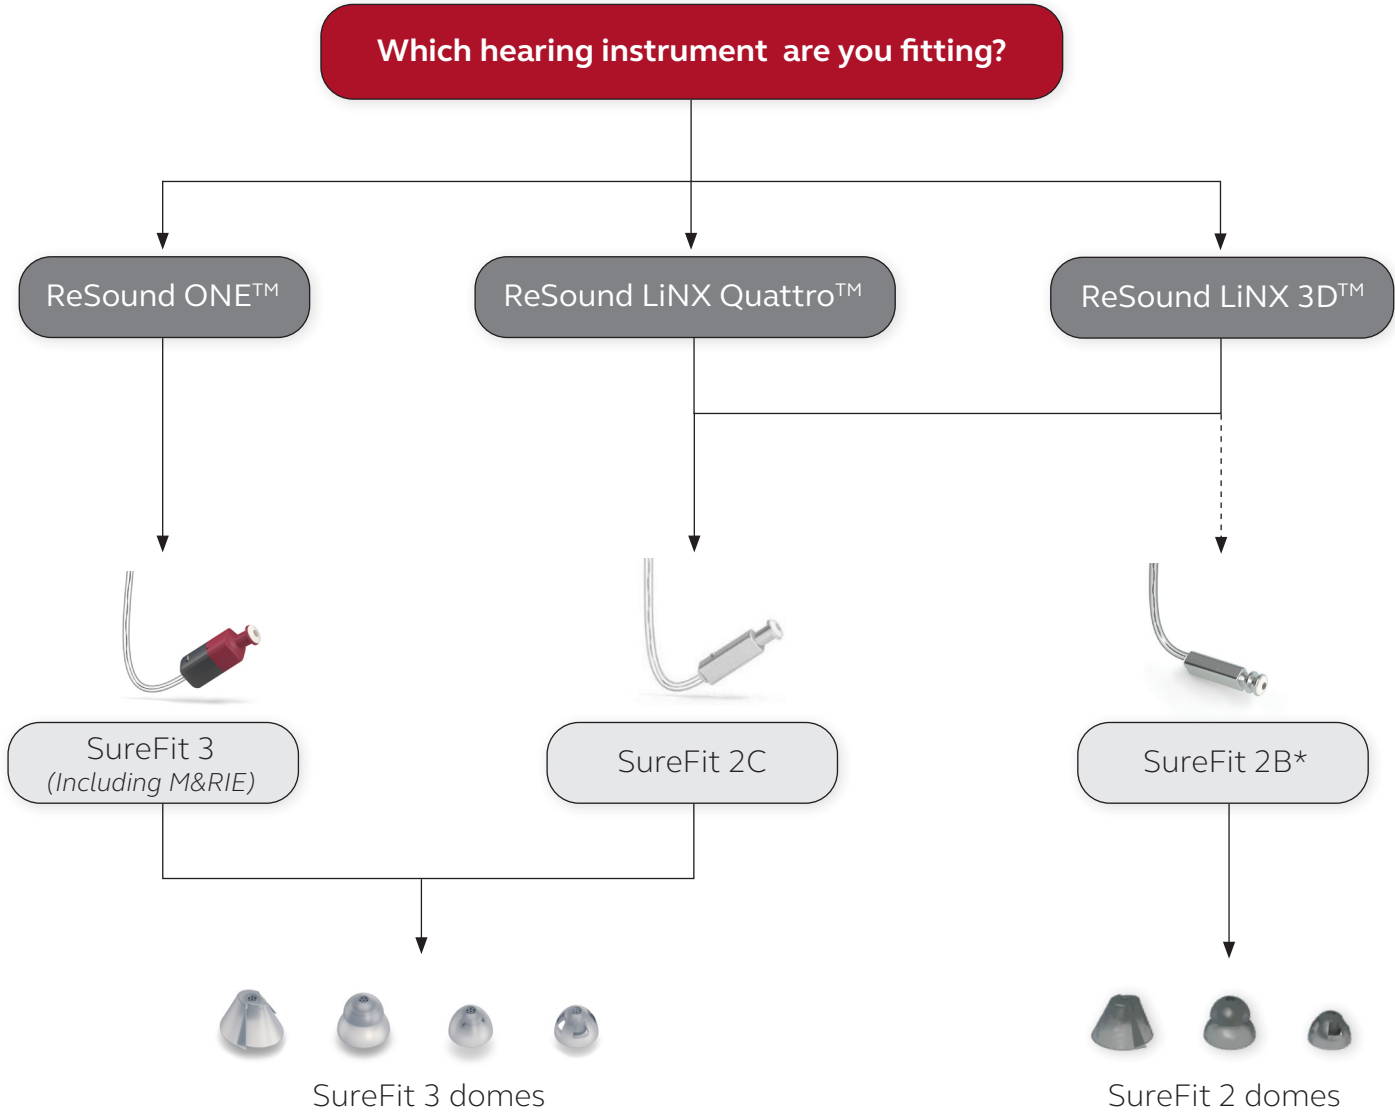 Which hearing instrument are you fitting?
ReSound ONE™
ReSound LiNX Quattro™
ReSound LiNX 3D™
SureFit 3
(Including M&RIE)
SureFit 2C
SureFit 2B*
SureFit 3 domes
SureFit 2 domes